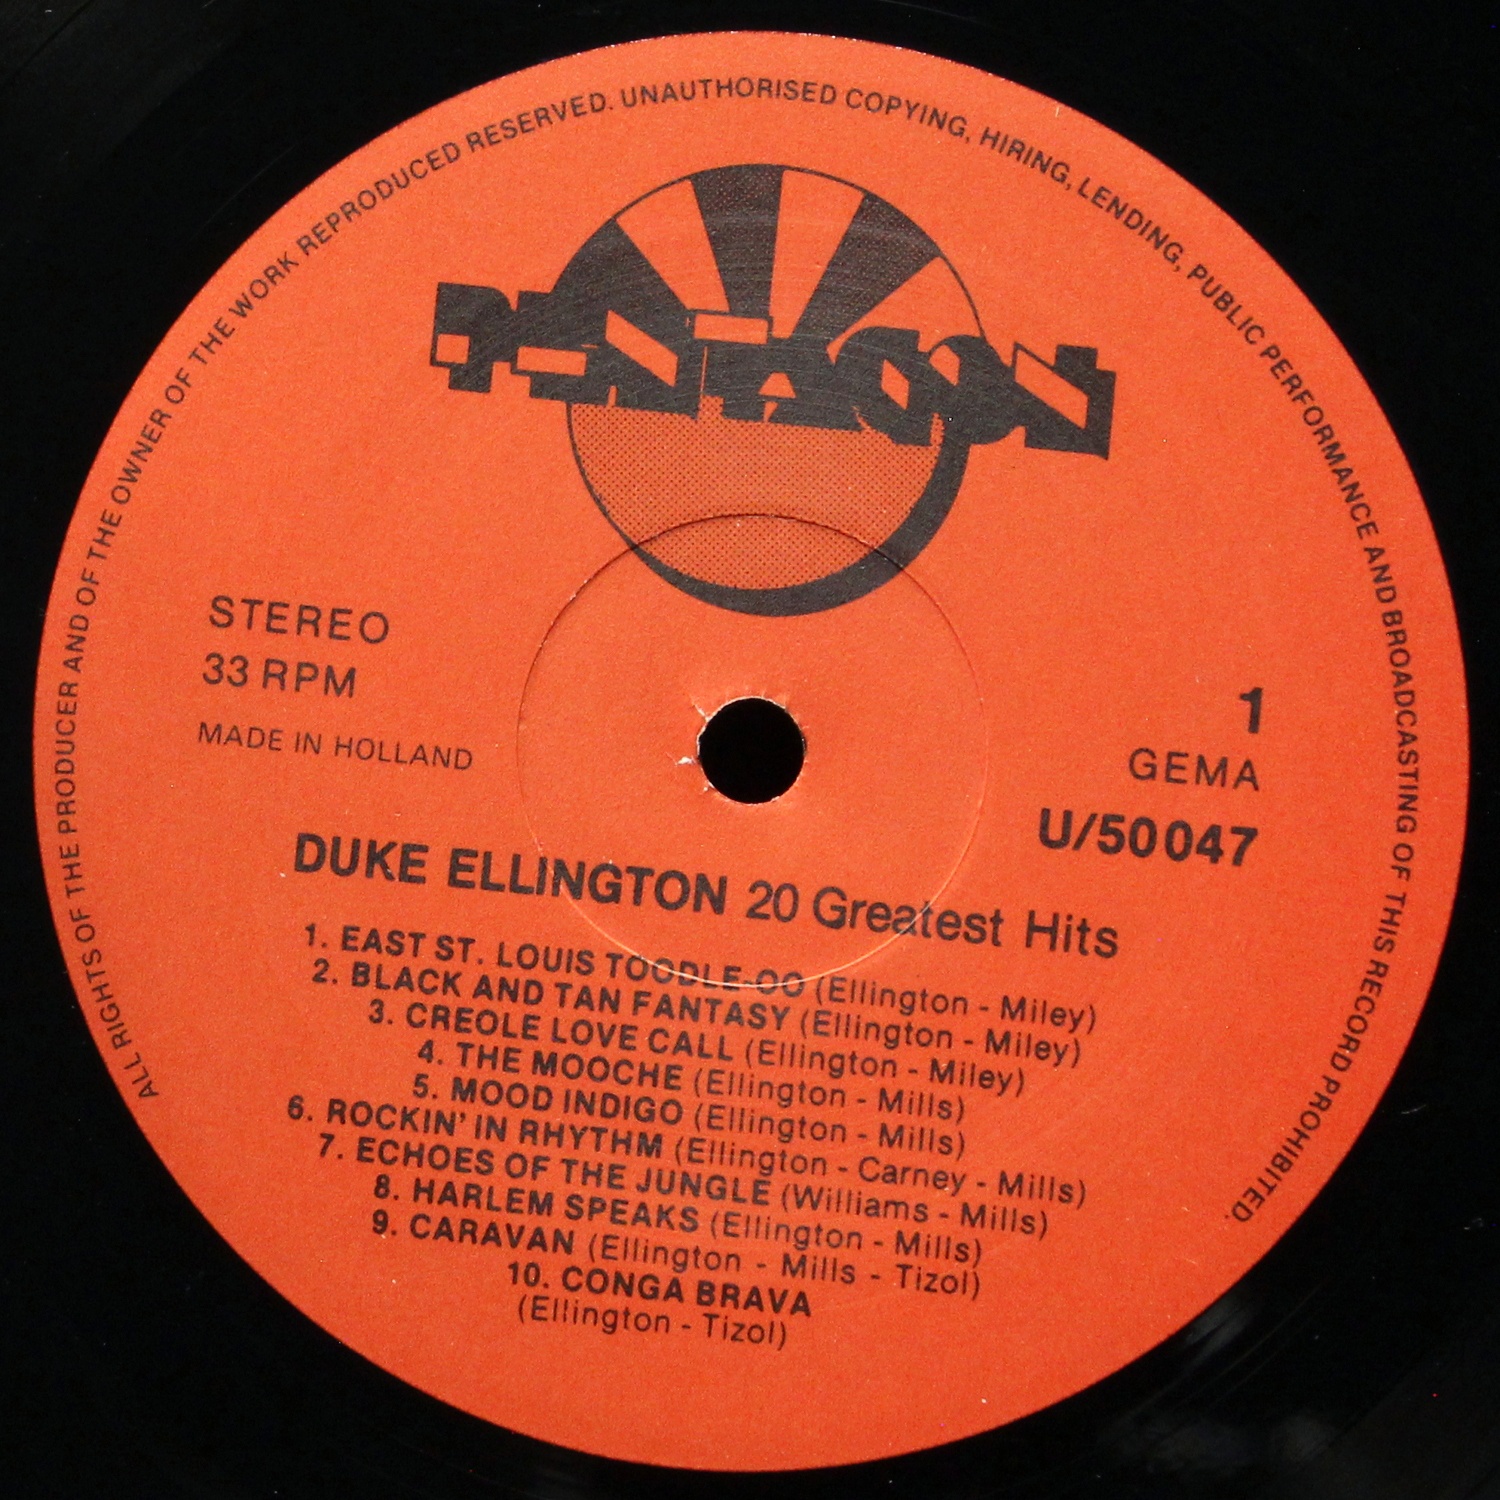 ALL RIGHTS OF THE PRODUCER AND OF THE OWNER OF THE WORK REPRODUCED RESERVED. UNAUTHORISED COPYING, HIRING, LENDING, PUBLIC PERFORMANCE AND BROADCASTING OF THIS RECORD PROHIBITED.
PENTAGON
STEREO
33 RPM
MADE IN HOLLAND
1
GEMA
U/50047
DUKE ELLINGTON 20 Greatest Hits
1. EAST ST. LOUIS TOODLE-OO (Ellington - Miley)
2. BLACK AND TAN FANTASY (Ellington - Miley)
3. CREOLE LOVE CALL (Ellington - Miley)
4. THE MOOCHE (Ellington - Mills)
5. MOOD INDIGO (Ellington - Mills)
6. ROCKIN' IN RHYTHM (Ellington - Carney - Mills)
7. ECHOES OF THE JUNGLE (Williams - Mills)
8. HARLEM SPEAKS (Ellington - Mills)
9. CARAVAN (Ellington - Mills - Tizol)
10. CONGA BRAVA
(Ellington - Tizol)